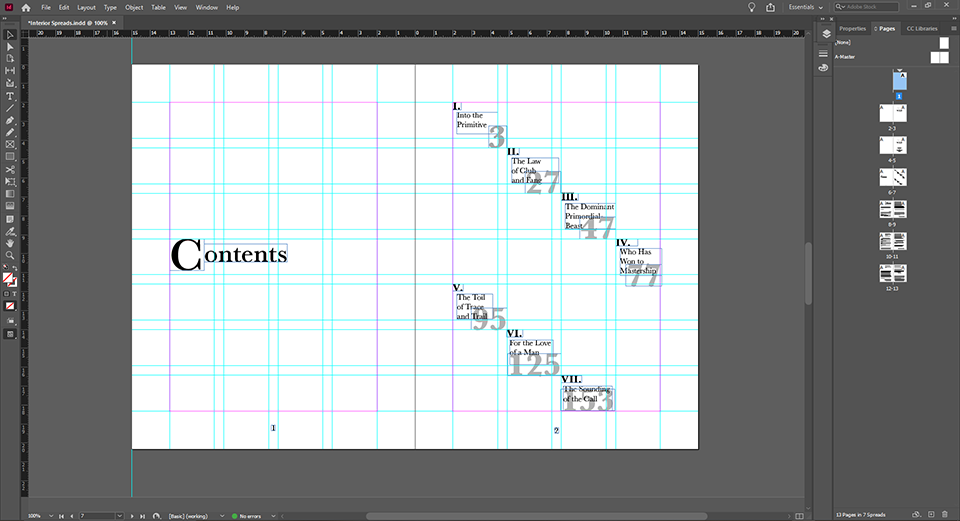 File Edit Layout Type Object Table View Window Help
Essentials
Adobe Stock
*Interior Spreads.indd @ 100% ×
Properties Pages CC Libraries
[None]
A-Master
1
2-3
4-5
6-7
8-9
10-11
12-13
13 Pages in 7 Spreads
Contents
1
I.
Into the
Primitive
3
II.
The Law
of Club
and Fang
27
III.
The Dominant
Primordial
Beast
47
IV.
Who Has
Won to
Mastership
77
V.
The Toil
of Trace
and Trail
95
VI.
For the Love
of a Man
125
VII.
The Sounding
of the Call
153
2
100%
7
[Basic] (working)
No errors